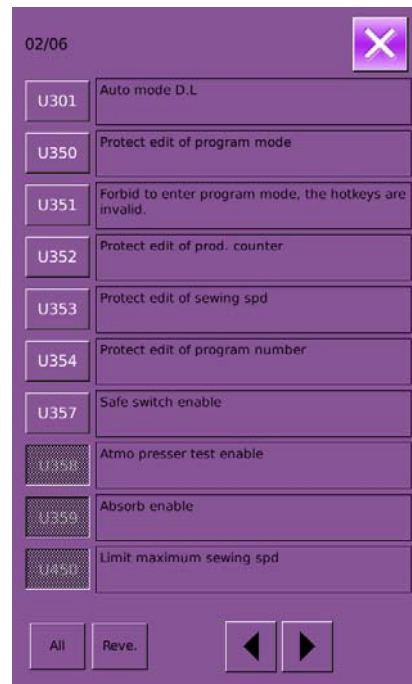 02/06
U301 Auto mode D.L
U350 Protect edit of program mode
U351 Forbid to enter program mode, the hotkeys are
invalid.
U352 Protect edit of prod. counter
U353 Protect edit of sewing spd
U354 Protect edit of program number
U357 Safe switch enable
U358 Atmo presser test enable
U359 Absorb enable
U450 Limit maximum sewing spd
All Reve.